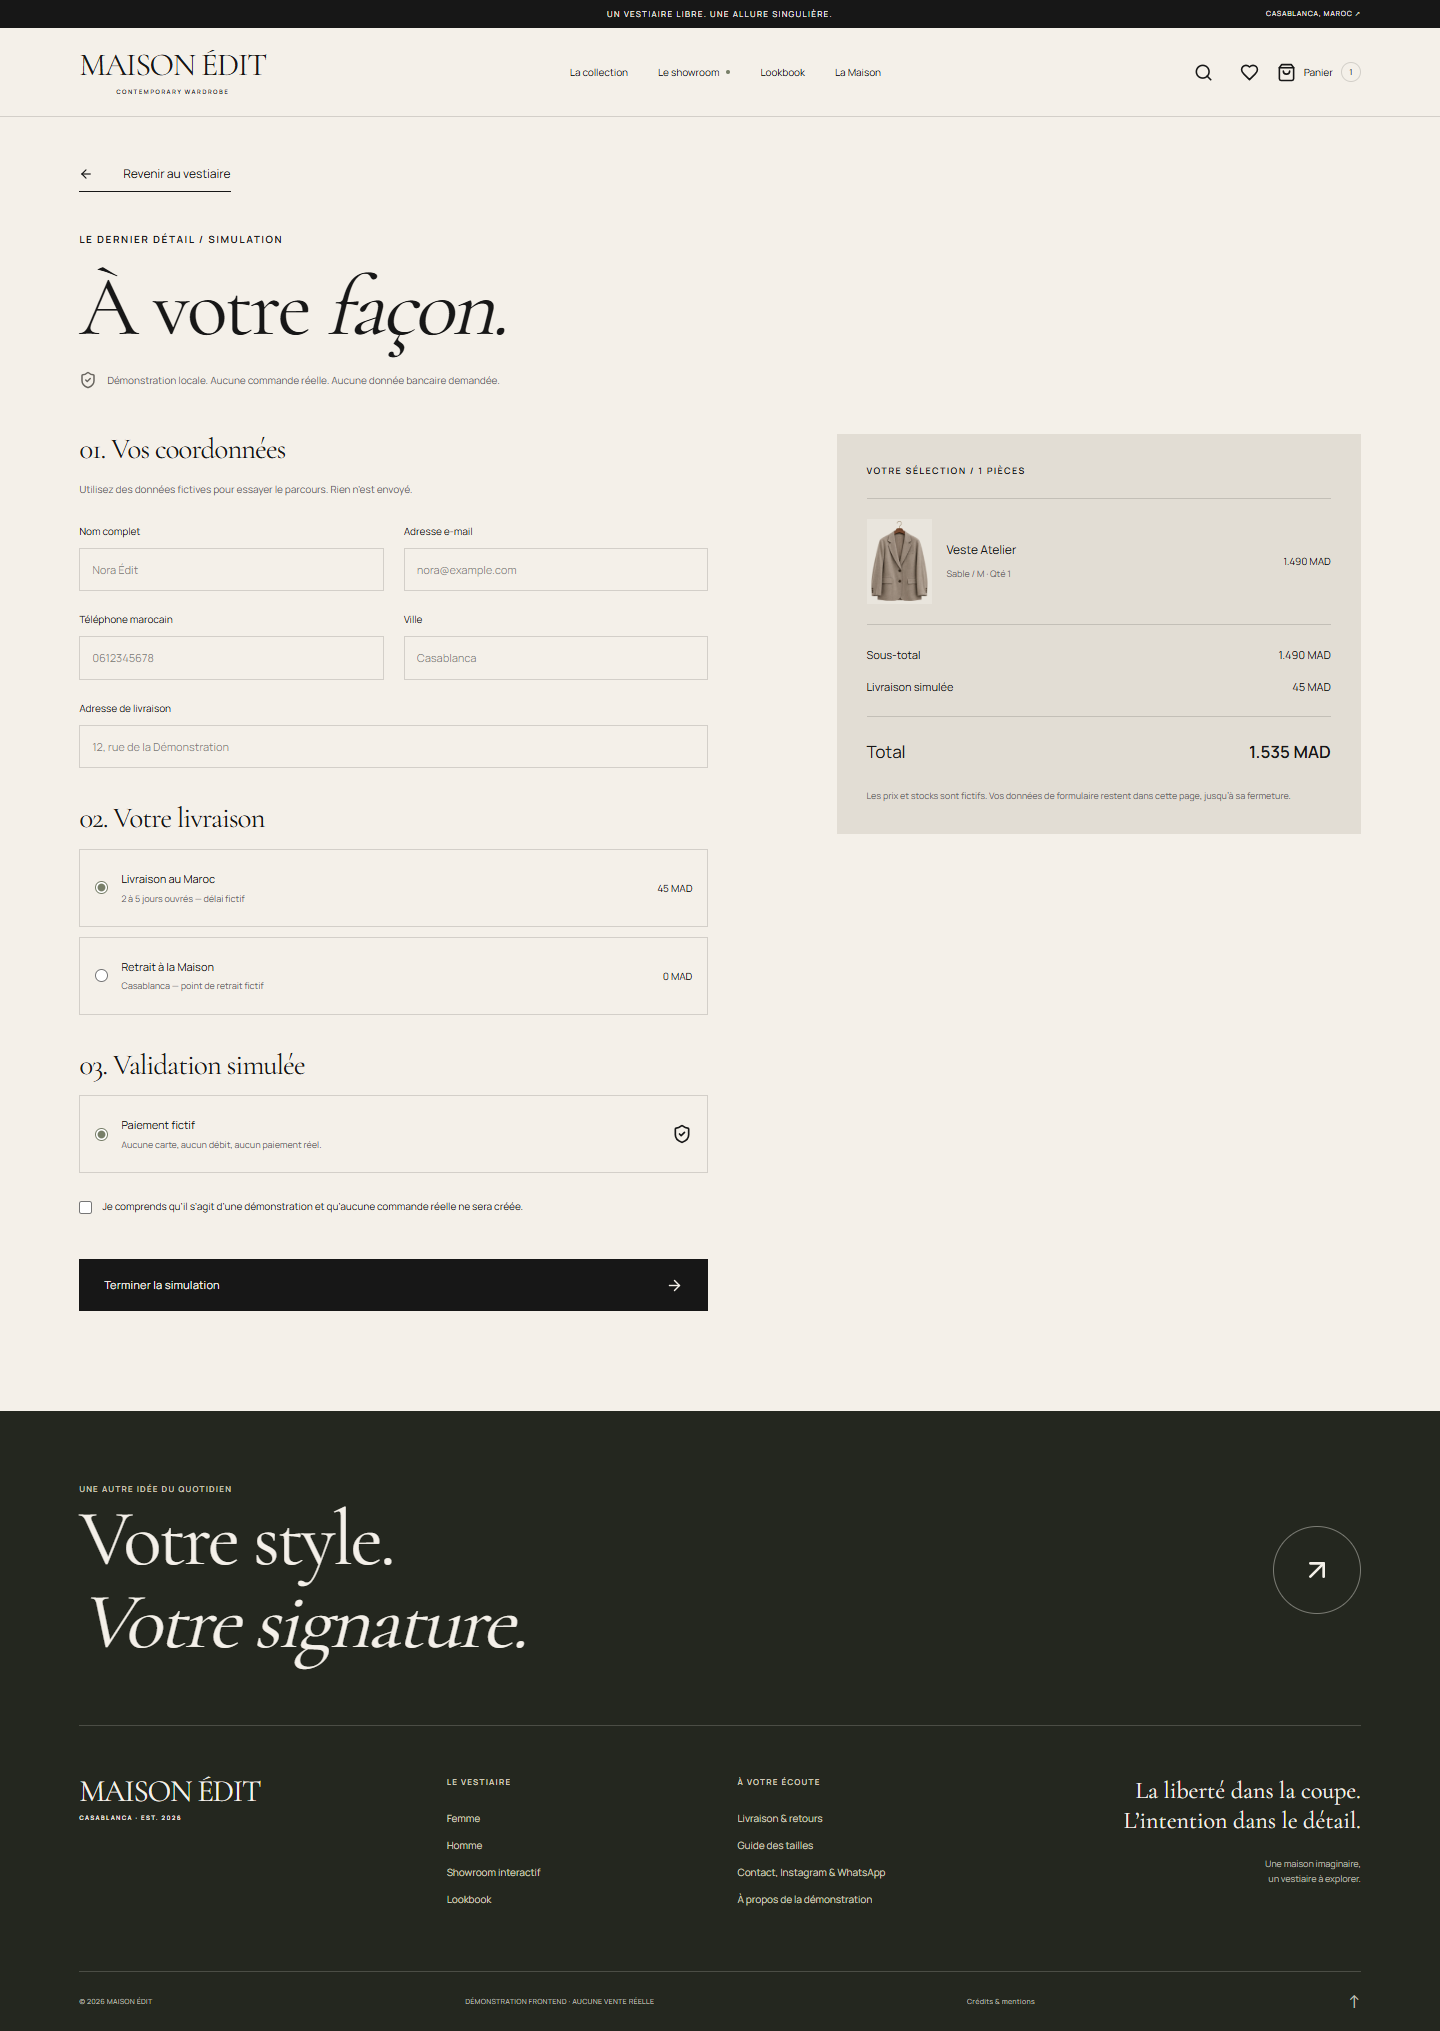 UN VESTIAIRE LIBRE. UNE ALLURE SINGULIÈRE.
CASABLANCA, MAROC ↗
MAISON ÉDIT
CONTEMPORARY WARDROBE
La collection
Le showroom
Lookbook
La Maison
Panier
1
← Revenir au vestiaire
LE DERNIER DÉTAIL / SIMULATION
À votre façon.
Démonstration locale. Aucune commande réelle. Aucune donnée bancaire demandée.
01. Vos coordonnées
Utilisez des données fictives pour essayer le parcours. Rien n'est envoyé.
Nom complet
Nora Édit
Adresse e-mail
nora@example.com
Téléphone marocain
0612345678
Ville
Casablanca
Adresse de livraison
12, rue de la Démonstration
02. Votre livraison
Livraison au Maroc
2 à 5 jours ouvrés — délai fictif
45 MAD
Retrait à la Maison
Casablanca — point de retrait fictif
0 MAD
03. Validation simulée
Paiement fictif
Aucune carte, aucun débit, aucun paiement réel.
Je comprends qu'il s'agit d'une démonstration et qu'aucune commande réelle ne sera créée.
Terminer la simulation →
VOTRE SÉLECTION / 1 PIÈCES
Veste Atelier
Sable / M · Qté 1
1.490 MAD
Sous-total
1.490 MAD
Livraison simulée
45 MAD
Total
1.535 MAD
Les prix et stocks sont fictifs. Vos données de formulaire restent dans cette page, jusqu'à sa fermeture.
UNE AUTRE IDÉE DU QUOTIDIEN
Votre style.
Votre signature.
MAISON ÉDIT
CASABLANCA · EST. 2026
LE VESTIAIRE
Femme
Homme
Showroom interactif
Lookbook
À VOTRE ÉCOUTE
Livraison & retours
Guide des tailles
Contact, Instagram & WhatsApp
À propos de la démonstration
La liberté dans la coupe.
L'intention dans le détail.
Une maison imaginaire,
un vestiaire à explorer.
© 2026 MAISON ÉDIT
DÉMONSTRATION FRONTEND · AUCUNE VENTE RÉELLE
Crédits & mentions
↑